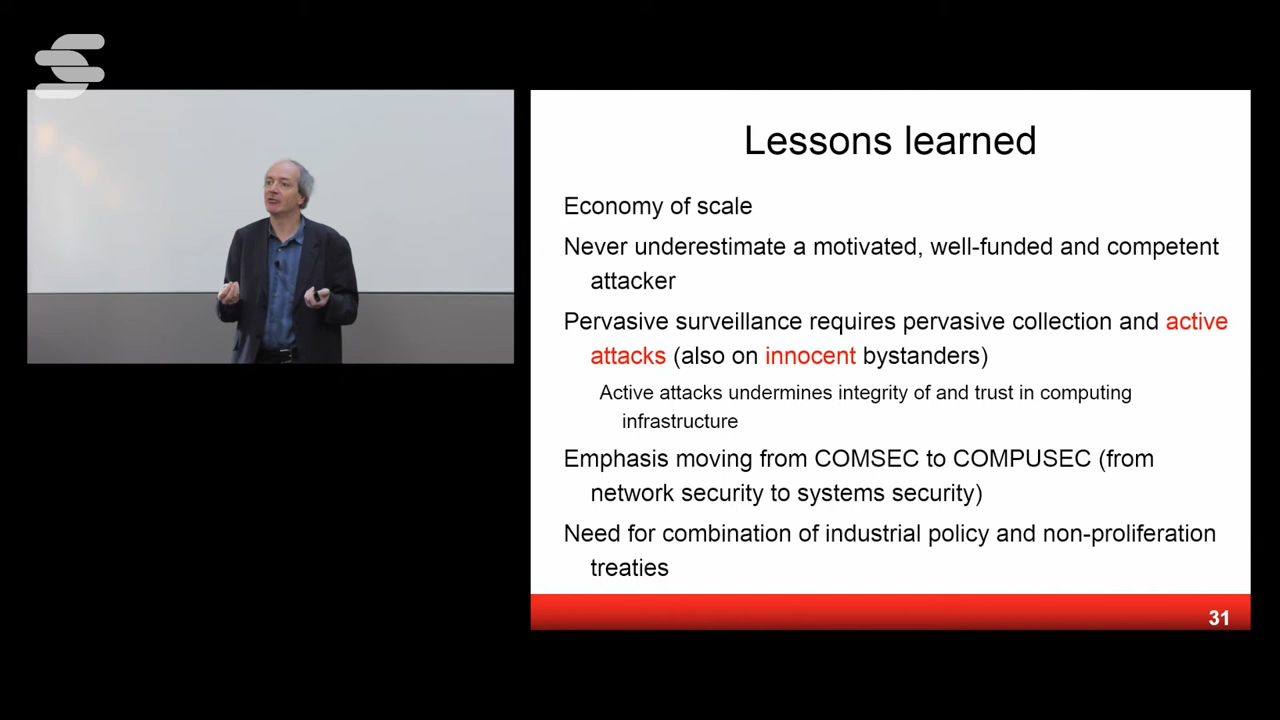 Lessons learned
Economy of scale
Never underestimate a motivated, well-funded and competent
attacker
Pervasive surveillance requires pervasive collection and active
attacks (also on innocent bystanders)
Active attacks undermines integrity of and trust in computing
infrastructure
Emphasis moving from COMSEC to COMPUSEC (from
network security to systems security)
Need for combination of industrial policy and non-proliferation
treaties
31